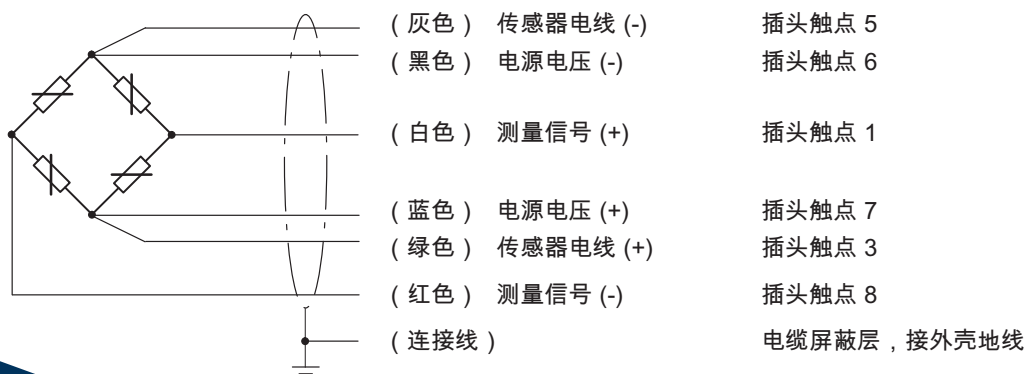 (灰色) 传感器电线 (-) 插头触点 5
(黑色) 电源电压 (-) 插头触点 6
(白色) 测量信号 (+) 插头触点 1
(蓝色) 电源电压 (+) 插头触点 7
(绿色) 传感器电线 (+) 插头触点 3
(红色) 测量信号 (-) 插头触点 8
(连接线) 电缆屏蔽层，接外壳地线